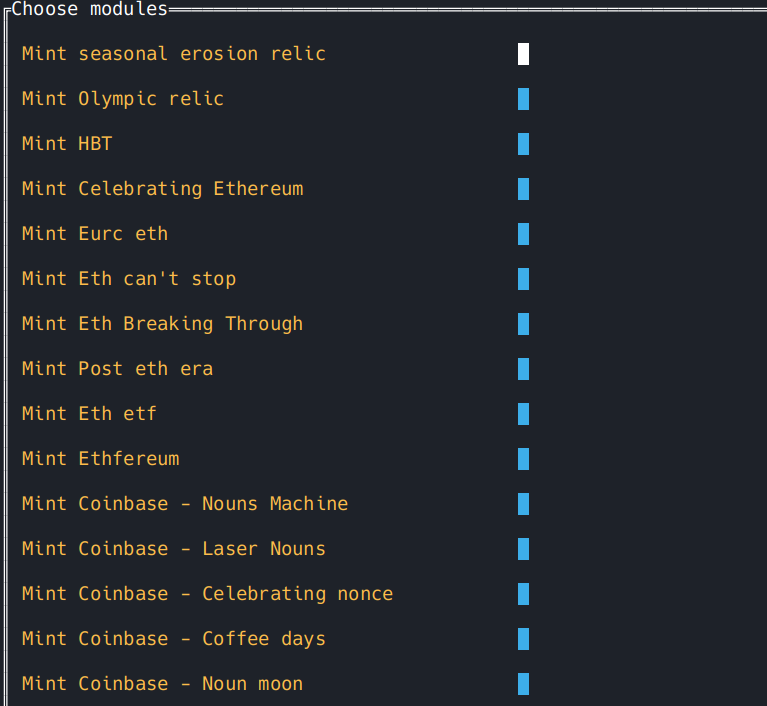 Choose modules
Mint seasonal erosion relic
Mint Olympic relic
Mint HBT
Mint Celebrating Ethereum
Mint Eurc eth
Mint Eth can't stop
Mint Eth Breaking Through
Mint Post eth era
Mint Eth etf
Mint Ethfereum
Mint Coinbase - Nouns Machine
Mint Coinbase - Laser Nouns
Mint Coinbase - Celebrating nonce
Mint Coinbase - Coffee days
Mint Coinbase - Noun moon